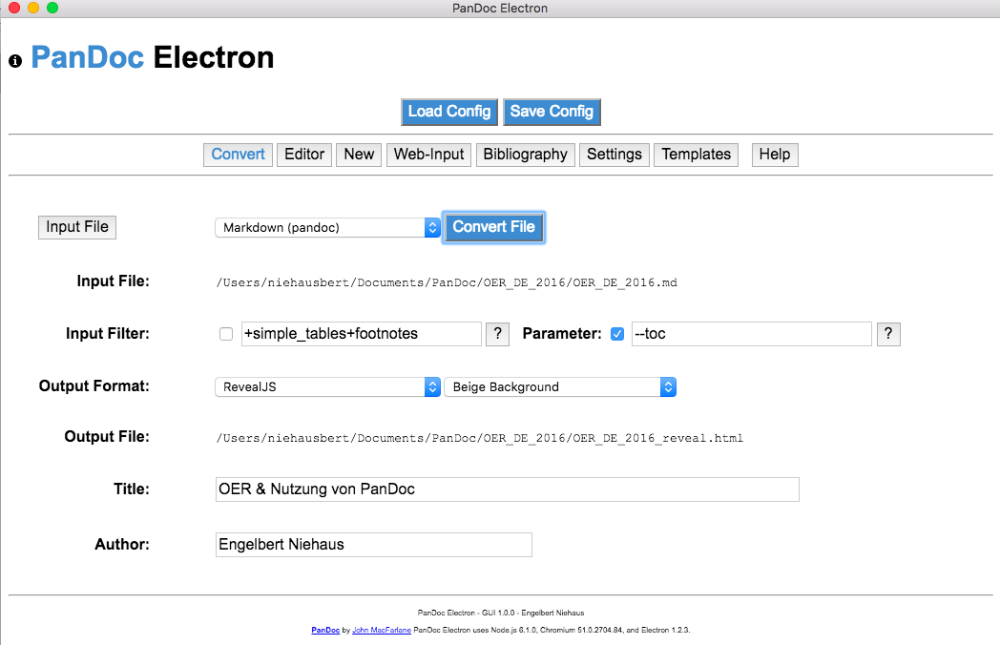 PanDoc Electron
PanDoc Electron
Load Config Save Config
Convert Editor New Web-Input Bibliography Settings Templates Help
Input File Markdown (pandoc) Convert File
Input File: /Users/niehausbert/Documents/PanDoc/OER_DE_2016/OER_DE_2016.md
Input Filter: +simple_tables+footnotes ? Parameter: --toc ?
Output Format: RevealJS Beige Background
Output File: /Users/niehausbert/Documents/PanDoc/OER_DE_2016/OER_DE_2016_reveal.html
Title: OER & Nutzung von PanDoc
Author: Engelbert Niehaus
PanDoc Electron - GUI 1.0.0 - Engelbert Niehaus
PanDoc by John MacFarlane PanDoc Electron uses Node.js 6.1.0, Chromium 51.0.2704.84, and Electron 1.2.3.